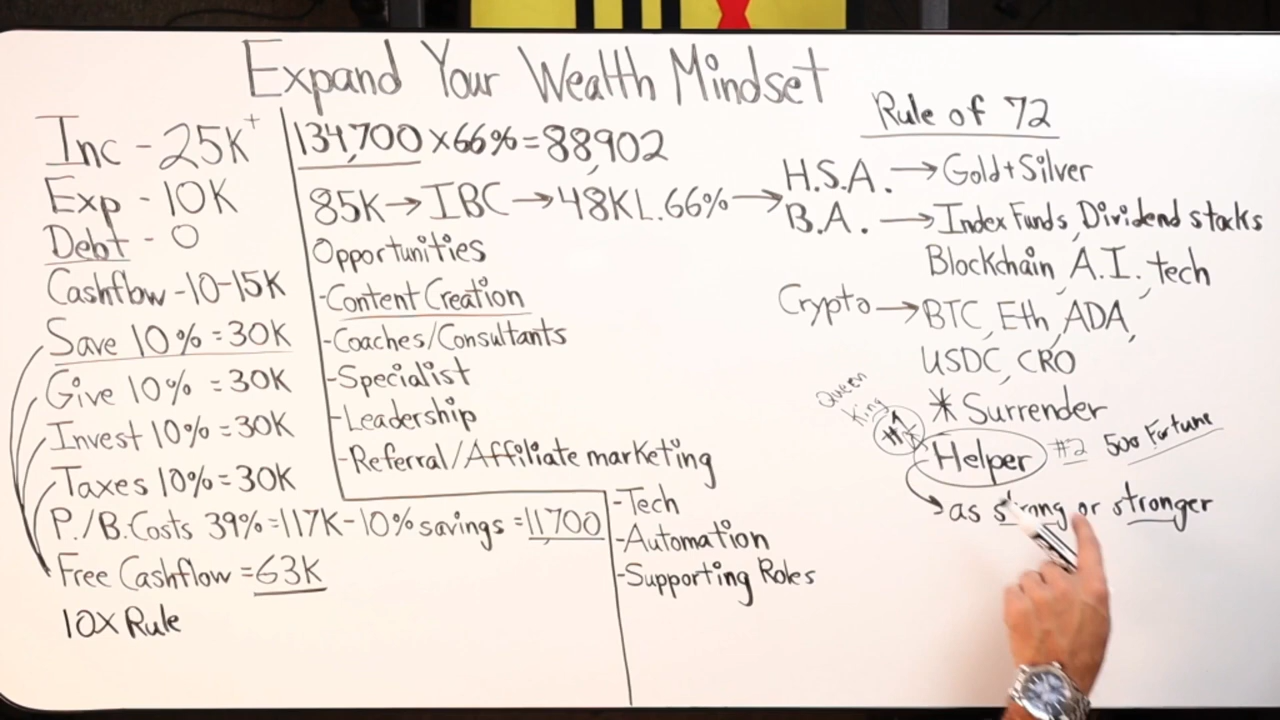 Expand Your Wealth Mindset
Inc - 25K+
Exp - 10K
Debt - 0
Cashflow - 10-15K
Save 10% = 30K
Give 10% = 30K
Invest 10% = 30K
Taxes 10% = 30K
P./B. Costs 39% = 117K - 10% savings = 11,700
Free Cashflow = 63K
10X Rule
134,700 x 66% = 88,902
85K → IBC → 48K L. 66% →
Opportunities
- Content Creation
- Coaches/Consultants
- Specialist
- Leadership
- Referral/Affiliate marketing
- Tech
- Automation
- Supporting Roles
Rule of 72
H.S.A. → Gold + Silver
B.A. → Index Funds, Dividend stocks
Blockchain, A.I., tech
Crypto → BTC, Eth, ADA,
USDC, CRO
* Surrender
Queen
King
Helper #2 500 Fortune
as strong or stronger